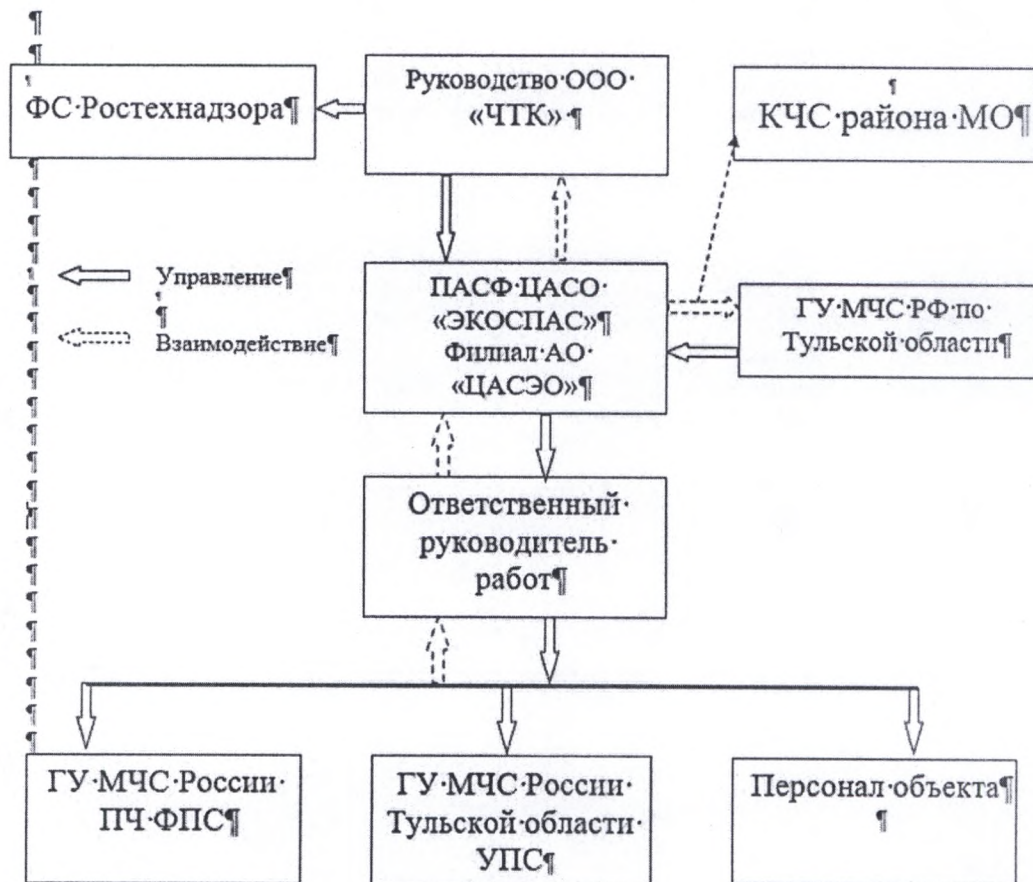 ФС·Ростехнадзора¶
Руководство·ООО·
«ЧТК»·¶
¶
КЧС·района·МО¶
Управление¶
¶
¶
Взаимодействие¶
ПАСФ·ЦАСО·
«ЭКОСПАС»¶
Филиал·АО·
«ЦАСЭО»¶
ГУ·МЧС·РФ·по·
Тульской·области¶
Ответственный·
руководитель·
работ¶
ГУ·МЧС·России·
ПЧ·ФПС¶
ГУ·МЧС·России·
Тульской·области·
УПС¶
Персонал·объекта¶
¶